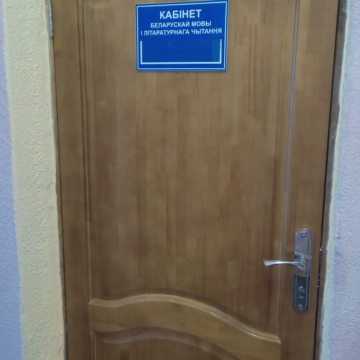 КАБІНЕТ
БЕЛАРУСКАЙ МОВЫ
І ЛІТАРАТУРНАГА ЧЫТАННЯ